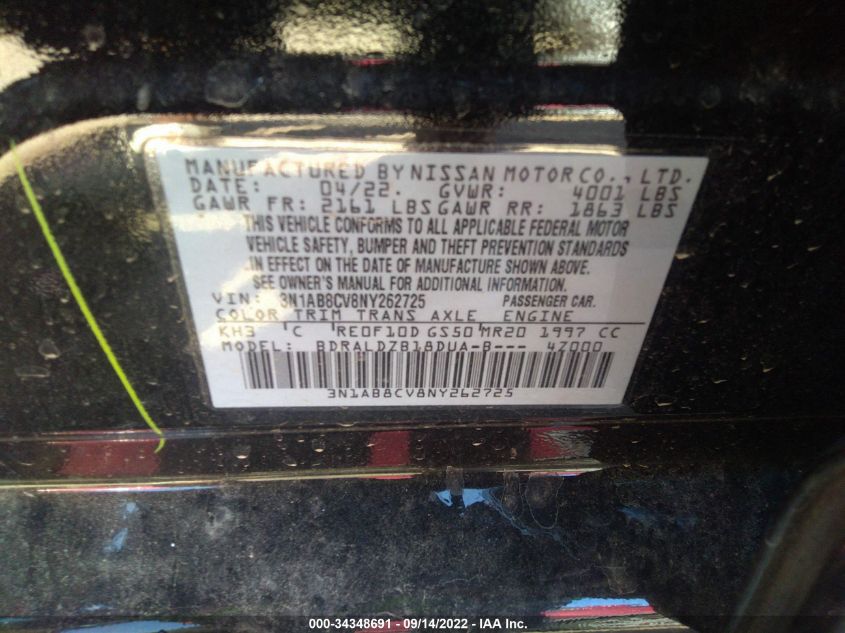 MANUFACTURED BY NISSAN MOTOR CO., LTD.
DATE: 04/22. GVWR: 4001 LBS
GAWR FR: 2161 LBS GAWR RR: 1863 LBS
THIS VEHICLE CONFORMS TO ALL APPLICABLE FEDERAL MOTOR
VEHICLE SAFETY, BUMPER AND THEFT PREVENTION STANDARDS
IN EFFECT ON THE DATE OF MANUFACTURE SHOWN ABOVE.
SEE OWNER'S MANUAL FOR ADDITIONAL INFORMATION.
VIN: 3N1AB8CV8NY262725 PASSENGER CAR.
COLOR TRIM TRANS AXLE ENGINE
KH3 C RE0F10D GS50 MR20 1997 CC
MODEL: BDRALDZB18DUA-B--- 4Z000
3N1AB8CV8NY262725
000-34348691 - 09/14/2022 - IAA Inc.